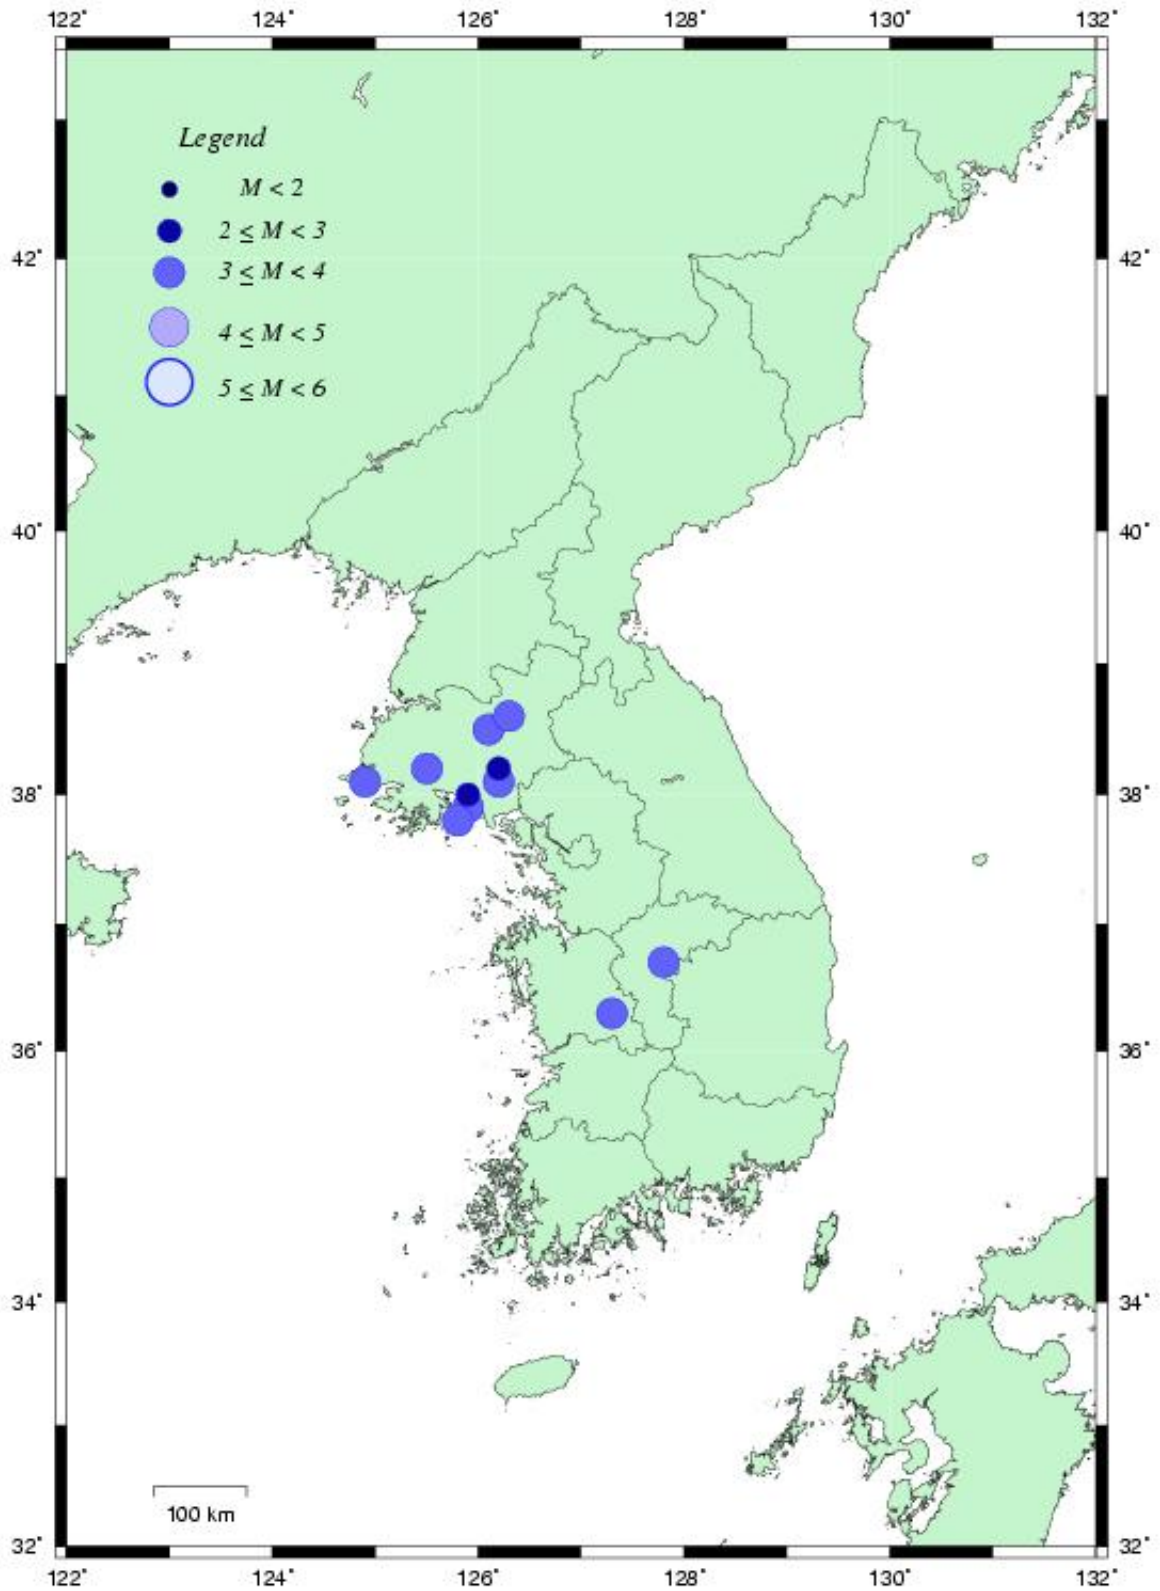 122° 124° 126° 128° 130° 132°
Legend
M < 2
2 ≤ M < 3
42° 42°
3 ≤ M < 4
4 ≤ M < 5
5 ≤ M < 6
40° 40°
38° 38°
36° 36°
34° 34°
100 km
32° 32°
122° 124° 126° 128° 130° 132°